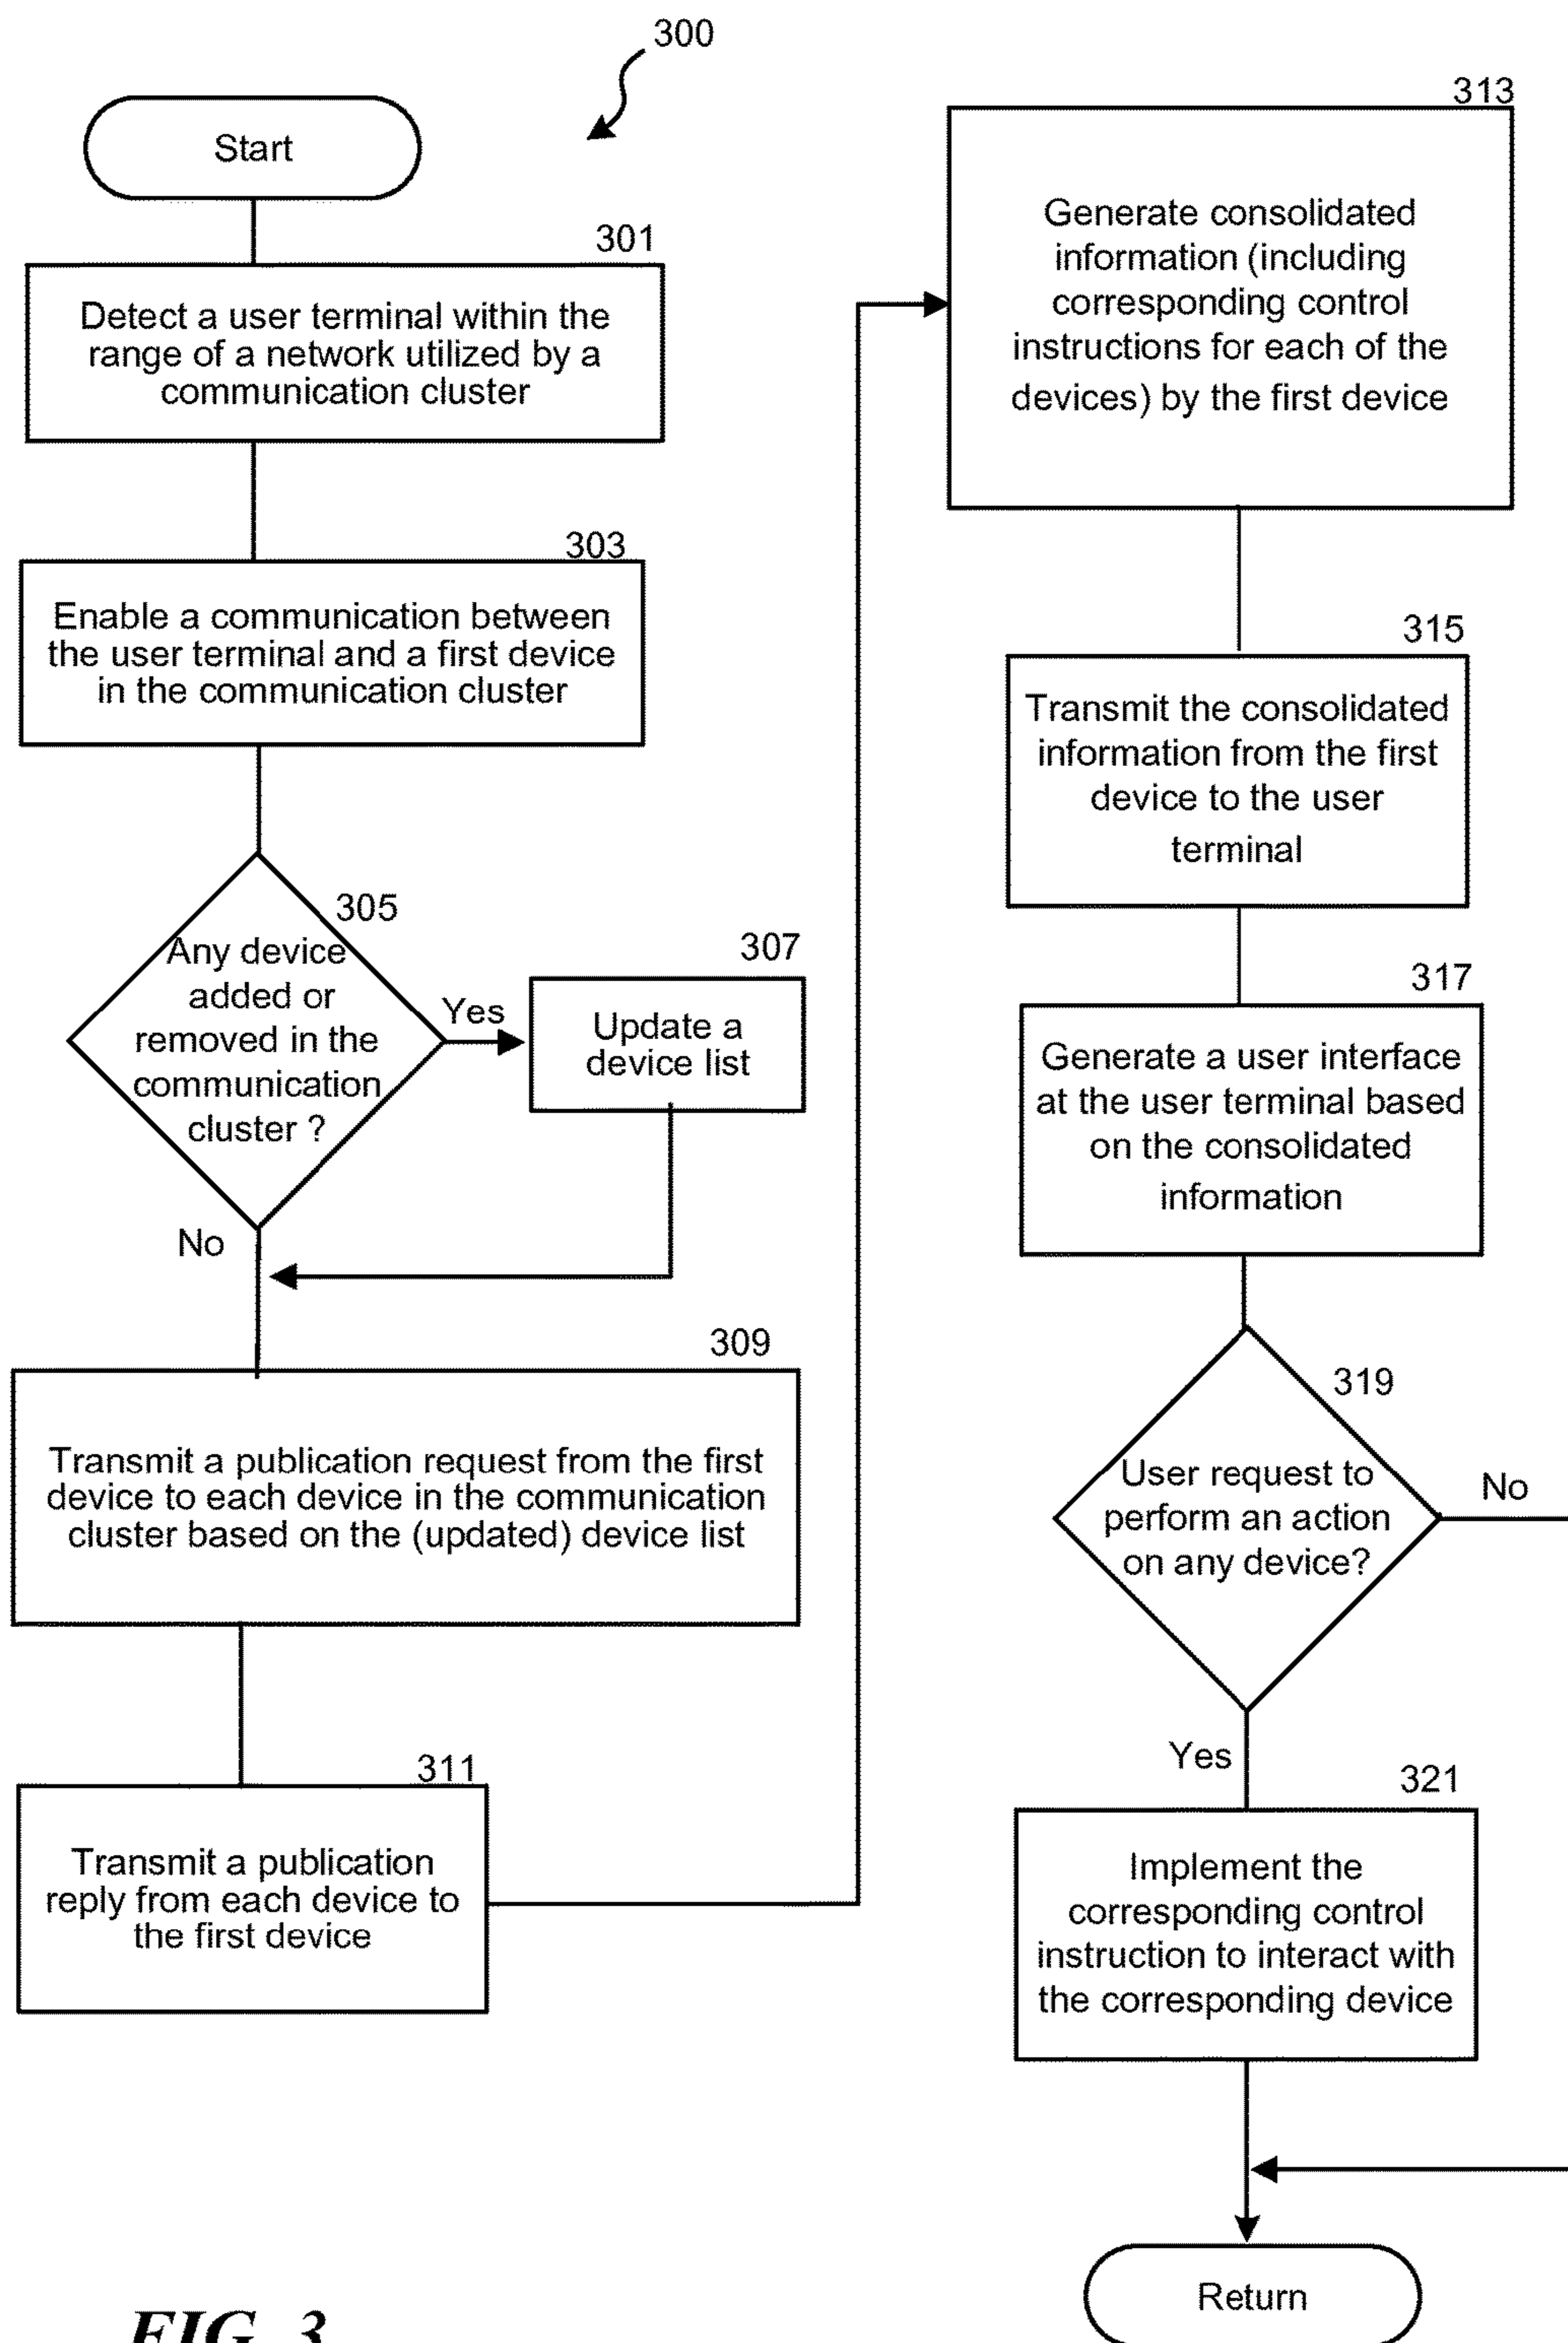 300
Start
301
Detect a user terminal within the
range of a network utilized by a
communication cluster
303
Enable a communication between
the user terminal and a first device
in the communication cluster
305
Any device
added or
removed in the
communication
cluster ?
Yes
307
Update a
device list
No
309
Transmit a publication request from the first
device to each device in the communication
cluster based on the (updated) device list
311
Transmit a publication
reply from each device to
the first device
313
Generate consolidated
information (including
corresponding control
instructions for each of the
devices) by the first device
315
Transmit the consolidated
information from the first
device to the user
terminal
317
Generate a user interface
at the user terminal based
on the consolidated
information
319
User request to
perform an action
on any device?
No
Yes
321
Implement the
corresponding control
instruction to interact with
the corresponding device
Return
FIG. 3